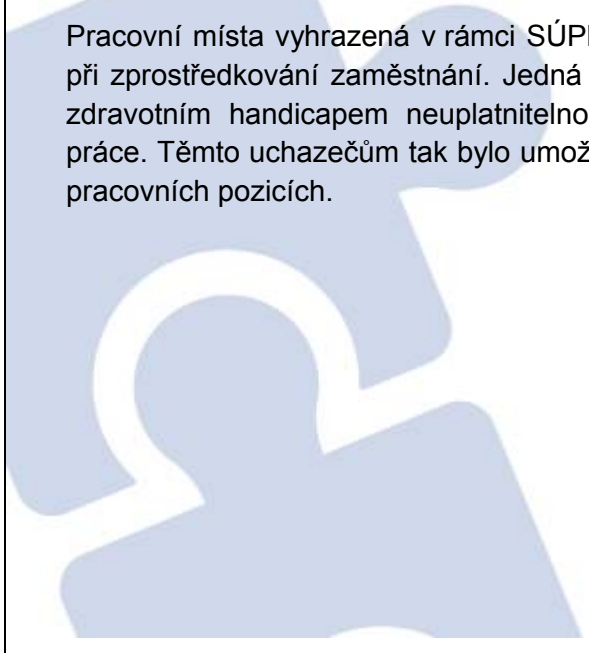 Pracovní místa vyhrazená v rámci SÚP
při zprostředkování zaměstnání. Jedná
zdravotním handicapem neuplatnitelno
práce. Těmto uchazečům tak bylo umož
pracovních pozicích.